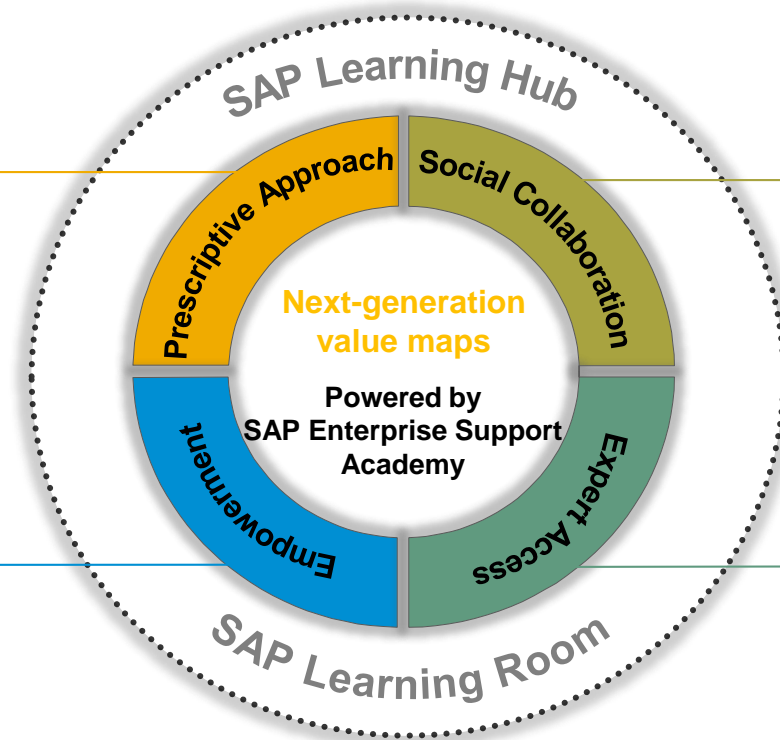 SAP Learning Hub
Prescriptive Approach
Social Collaboration
Next-generation
value maps
Powered by
SAP Enterprise Support
Academy
Empowerment
Expert Access
SAP Learning Room